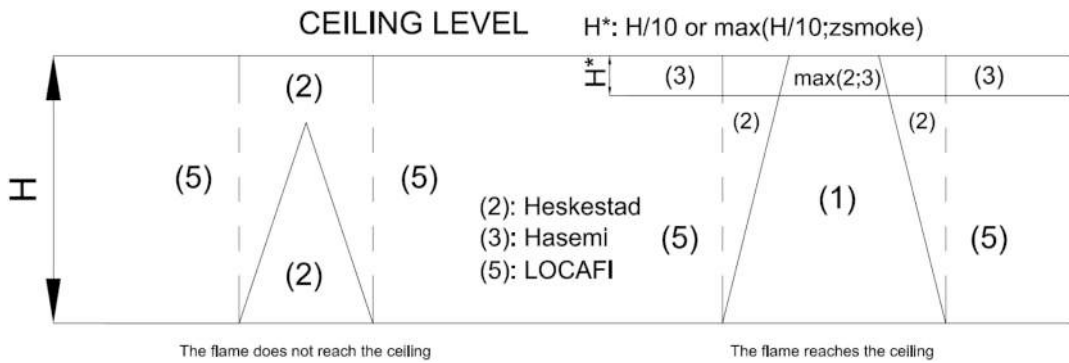 CEILING LEVEL
H*: H/10 or max(H/10;zsmoke)
H
(2)
(5)
(5)
(2)
H*
(3)
max(2;3)
(3)
(2)
(2)
(1)
(5)
(5)
(2): Heskestad
(3): Hasemi
(5): LOCAFI
The flame does not reach the ceiling
The flame reaches the ceiling